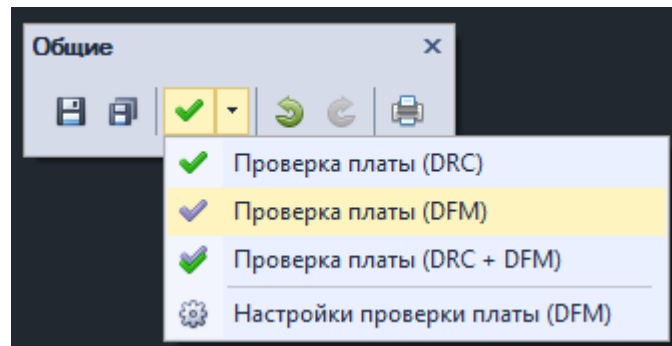 Общие
Проверка платы (DRC)
Проверка платы (DFM)
Проверка платы (DRC + DFM)
Настройки проверки платы (DFM)